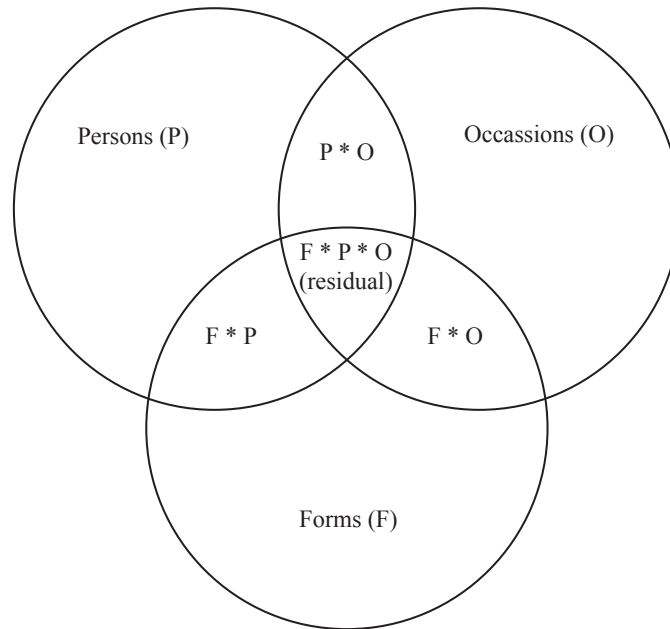 Persons (P)
Occassions (O)
P * O
F * P * O
(residual)
F * P
F * O
Forms (F)